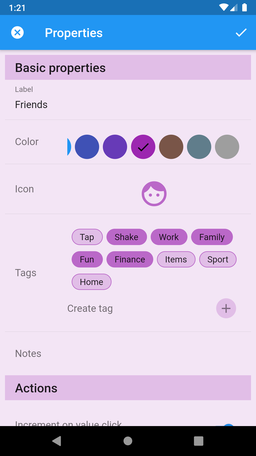 1:21
Properties
Basic properties
Label
Friends
Color
Icon
Tags
Tap Shake Work Family
Fun Finance Items Sport
Home
Create tag
Notes
Actions
Increment on value click